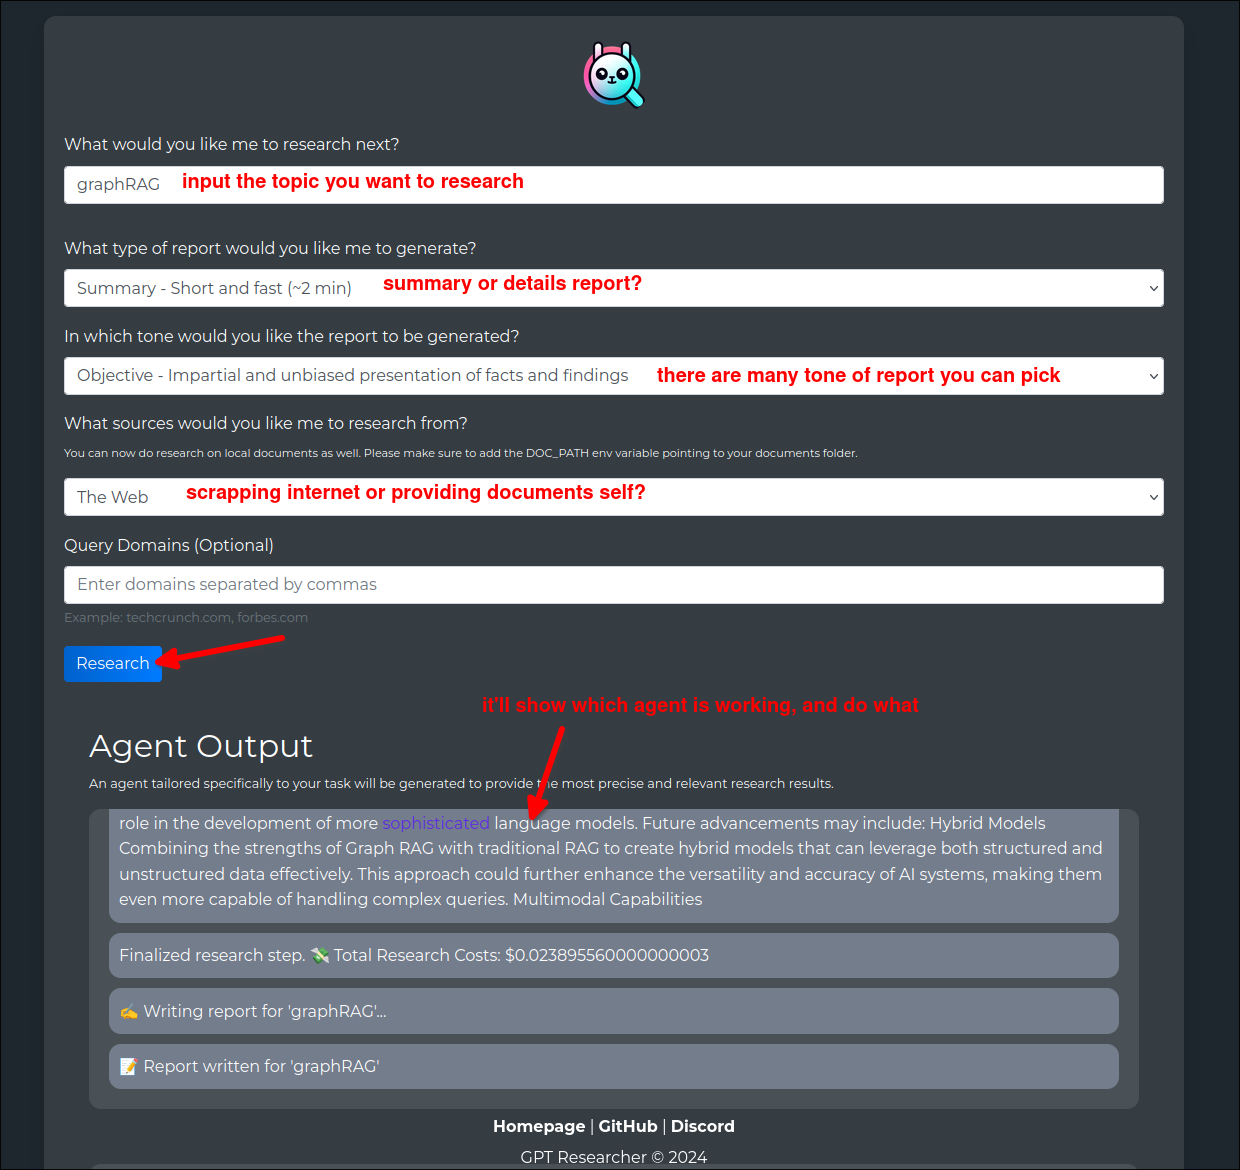 What would you like me to research next?
graphRAG input the topic you want to research
What type of report would you like me to generate?
Summary - Short and fast (~2 min) summary or details report?
In which tone would you like the report to be generated?
Objective - Impartial and unbiased presentation of facts and findings there are many tone of report you can pick
What sources would you like me to research from?
You can now do research on local documents as well. Please make sure to add the DOC_PATH env variable pointing to your documents folder.
The Web scrapping internet or providing documents self?
Query Domains (Optional)
Enter domains separated by commas
Example: techcrunch.com, forbes.com
Research
it'll show which agent is working, and do what
Agent Output
An agent tailored specifically to your task will be generated to provide the most precise and relevant research results.
role in the development of more sophisticated language models. Future advancements may include: Hybrid Models
Combining the strengths of Graph RAG with traditional RAG to create hybrid models that can leverage both structured and
unstructured data effectively. This approach could further enhance the versatility and accuracy of AI systems, making them
even more capable of handling complex queries. Multimodal Capabilities
Finalized research step. 💸 Total Research Costs: $0.023895560000000003
✍️ Writing report for 'graphRAG'...
📝 Report written for 'graphRAG'
Homepage | GitHub | Discord
GPT Researcher © 2024